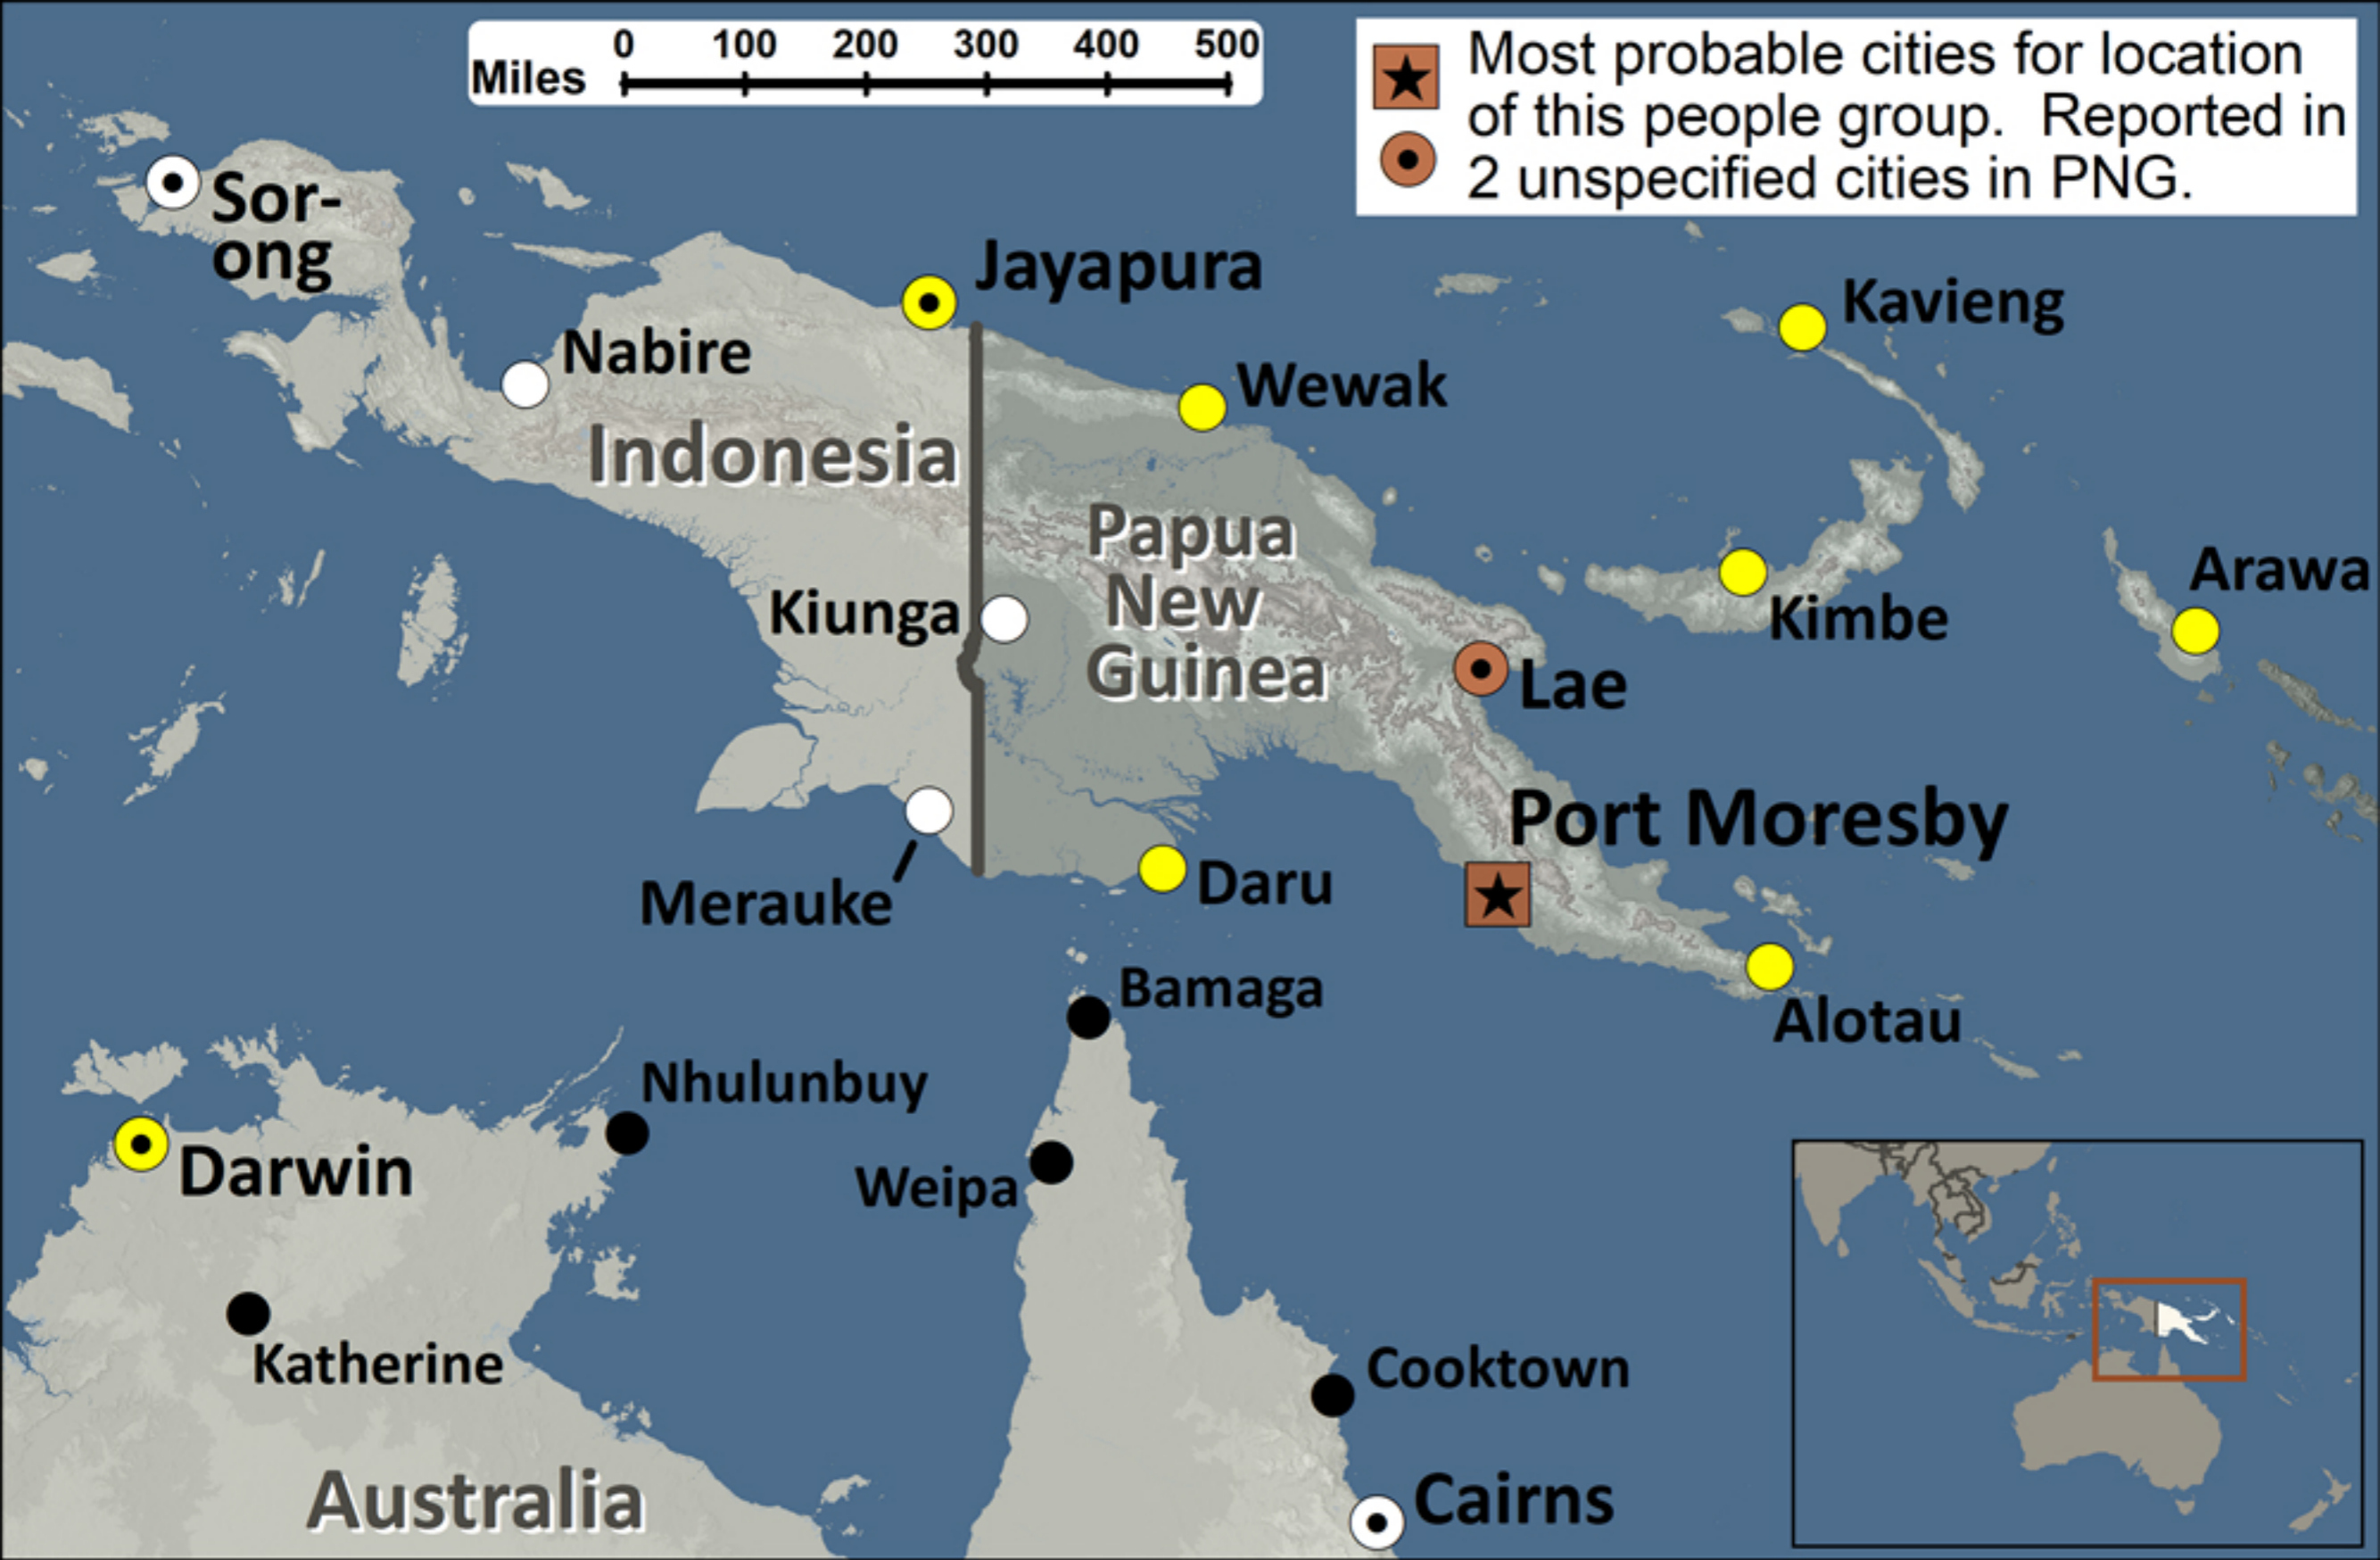 0 100 200 300 400 500
Miles
Most probable cities for location
of this people group. Reported in
2 unspecified cities in PNG.
Sor-
ong
Jayapura
Kavieng
Nabire
Wewak
Indonesia
Papua
New
Guinea
Arawa
Kiunga
Kimbe
Lae
Port Moresby
Merauke
Daru
Bamaga
Alotau
Nhulunbuy
Darwin
Weipa
Katherine
Cooktown
Australia
Cairns